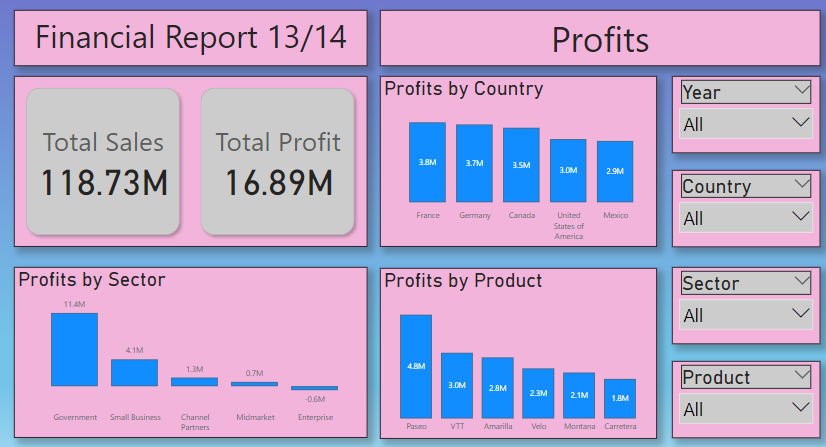 Financial Report 13/14
Profits
Total Sales
118.73M
Total Profit
16.89M
Profits by Country
3.8M
3.7M
3.5M
3.0M
2.9M
France
Germany
Canada
United
States of
America
Mexico
Year
All
Country
All
Profits by Sector
11.4M
4.1M
1.3M
0.7M
-0.6M
Government
Small Business
Channel
Partners
Midmarket
Enterprise
Profits by Product
4.8M
3.0M
2.8M
2.3M
2.1M
1.8M
Paseo
VTT
Amarilla
Velo
Montana
Carretera
Sector
All
Product
All